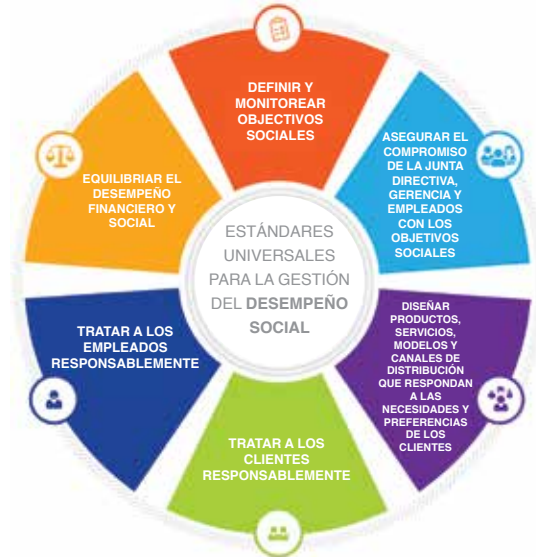 DEFINIR Y
MONITOREAR
OBJECTIVOS
SOCIALES
ASEGURAR EL
COMPROMISO
DE LA JUNTA
DIRECTIVA,
GERENCIA Y
EMPLEADOS
CON LOS
OBJETIVOS
SOCIALES
DISEÑAR
PRODUCTOS,
SERVICIOS,
MODELOS Y
CANALES DE
DISTRIBUCIÓN
QUE RESPONDAN
A LAS
NECESIDADES Y
PREFERENCIAS
DE LOS
CLIENTES
TRATAR A LOS
CLIENTES
RESPONSABLEMENTE
TRATAR A LOS
EMPLEADOS
RESPONSABLEMENTE
EQUILIBRIAR EL
DESEMPEÑO
FINANCIERO Y
SOCIAL
ESTÁNDARES
UNIVERSALES
PARA LA GESTIÓN
DEL DESEMPEÑO
SOCIAL